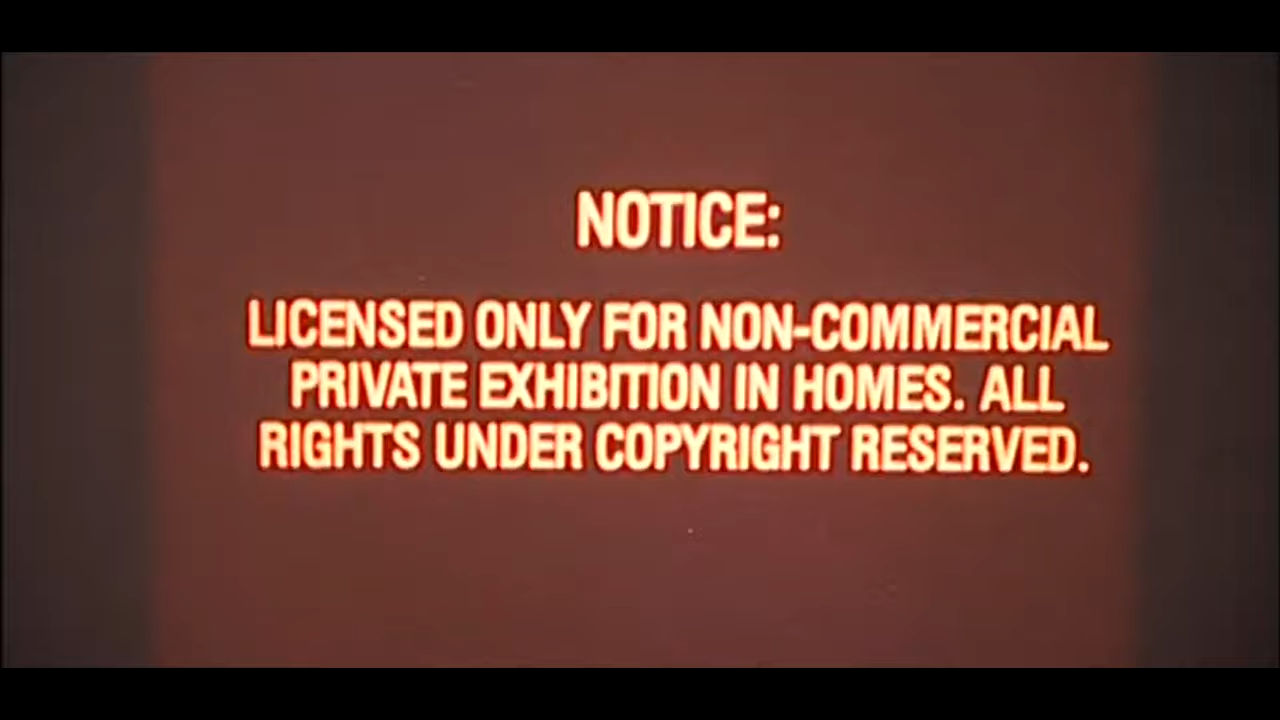 NOTICE:
LICENSED ONLY FOR NON-COMMERCIAL
PRIVATE EXHIBITION IN HOMES. ALL
RIGHTS UNDER COPYRIGHT RESERVED.